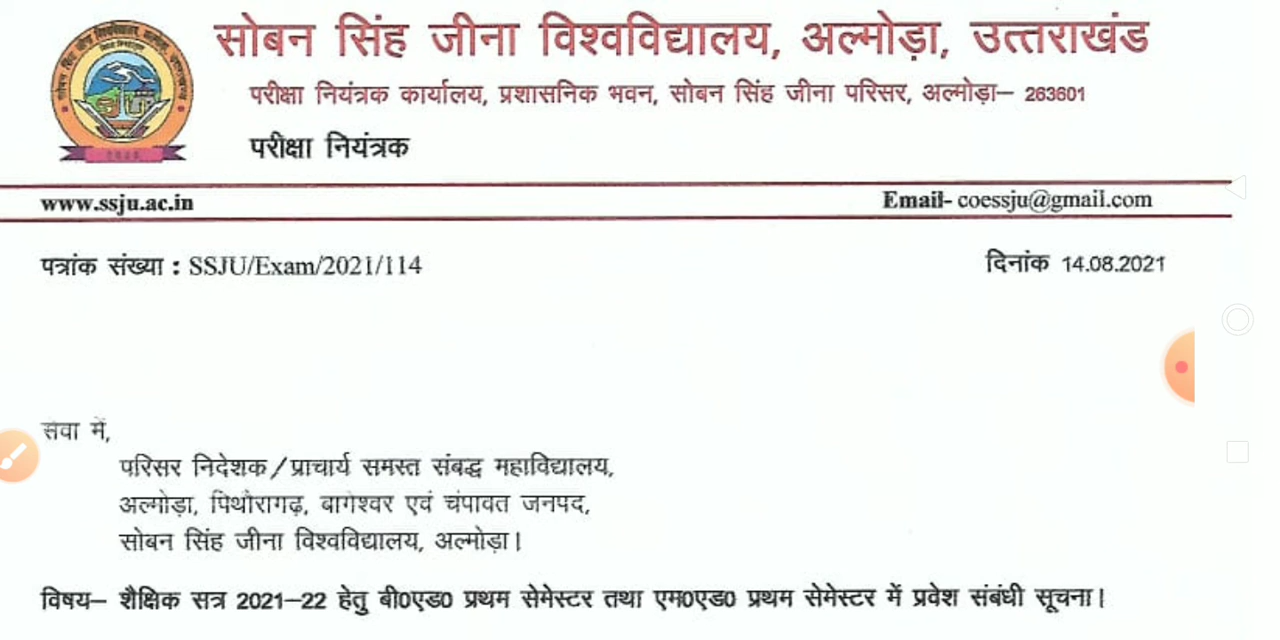 सोबन सिंह जीना विश्वविद्यालय, अल्मोड़ा, उत्तराखंड
परीक्षा नियंत्रक कार्यालय, प्रशासनिक भवन, सोबन सिंह जीना परिसर, अल्मोड़ा– 263601
परीक्षा नियंत्रक
www.ssju.ac.in Email- coessju@gmail.com
पत्रांक संख्या : SSJU/Exam/2021/114 दिनांक 14.08.2021
सेवा में,
परिसर निदेशक/प्राचार्य समस्त संबद्ध महाविद्यालय,
अल्मोड़ा, पिथौरागढ़, बागेश्वर एवं चंपावत जनपद,
सोबन सिंह जीना विश्वविद्यालय, अल्मोड़ा।
विषय– शैक्षिक सत्र 2021–22 हेतु बी0एड0 प्रथम सेमेस्टर तथा एम0एड0 प्रथम सेमेस्टर में प्रवेश संबंधी सूचना।